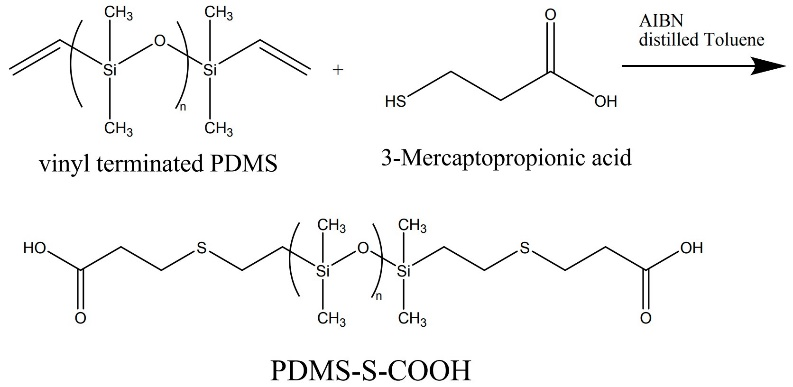 CH3 CH3 O
O
AIBN
distilled Toluene
Si Si
n
+
HS OH
CH3 CH3
vinyl terminated PDMS
3-Mercaptopropionic acid
HO S CH3 O CH3 S OH
Si Si
n
O CH3 CH3 O
PDMS-S-COOH